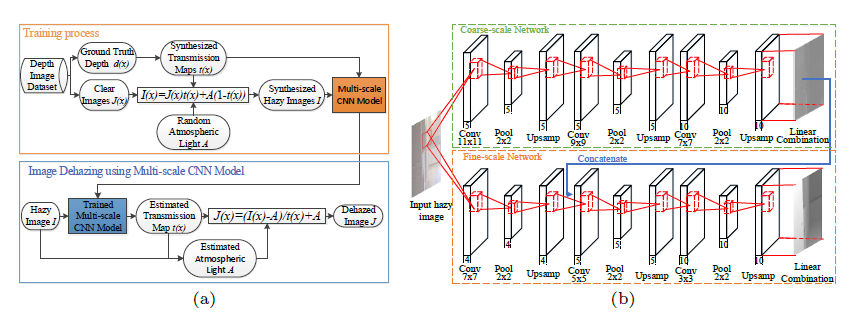 Training process
Ground Truth
Depth d(x)
Synthesized
Transmission
Maps t(x)
Depth
Image
Dataset
Clear
Images J(x)
I(x)=J(x)t(x)+A(1-t(x))
Synthesized
Hazy Images I
Multi-scale
CNN Model
Random
Atmospheric
Light A
Image Dehazing using Multi-scale CNN Model
Hazy
Image I
Trained
Multi-scale
CNN Model
Estimated
Transmission
Map t(x)
J(x)=(I(x)-A)/t(x)+A
Dehazed
Image J
Estimated
Atmospheric
Light A
(a)
Coarse-scale Network
5
5
5
5
5
5
10
10
10
Conv
11x11
Pool
2x2
Upsamp
Conv
9x9
Pool
2x2
Upsamp
Conv
7x7
Pool
2x2
Upsamp
Linear
Combination
Input hazy
image
Fine-scale Network
Concatenate
4
4
4
5
5
5
10
10
10
Conv
7x7
Pool
2x2
Upsamp
Conv
5x5
Pool
2x2
Upsamp
Conv
3x3
Pool
2x2
Upsamp
Linear
Combination
(b)